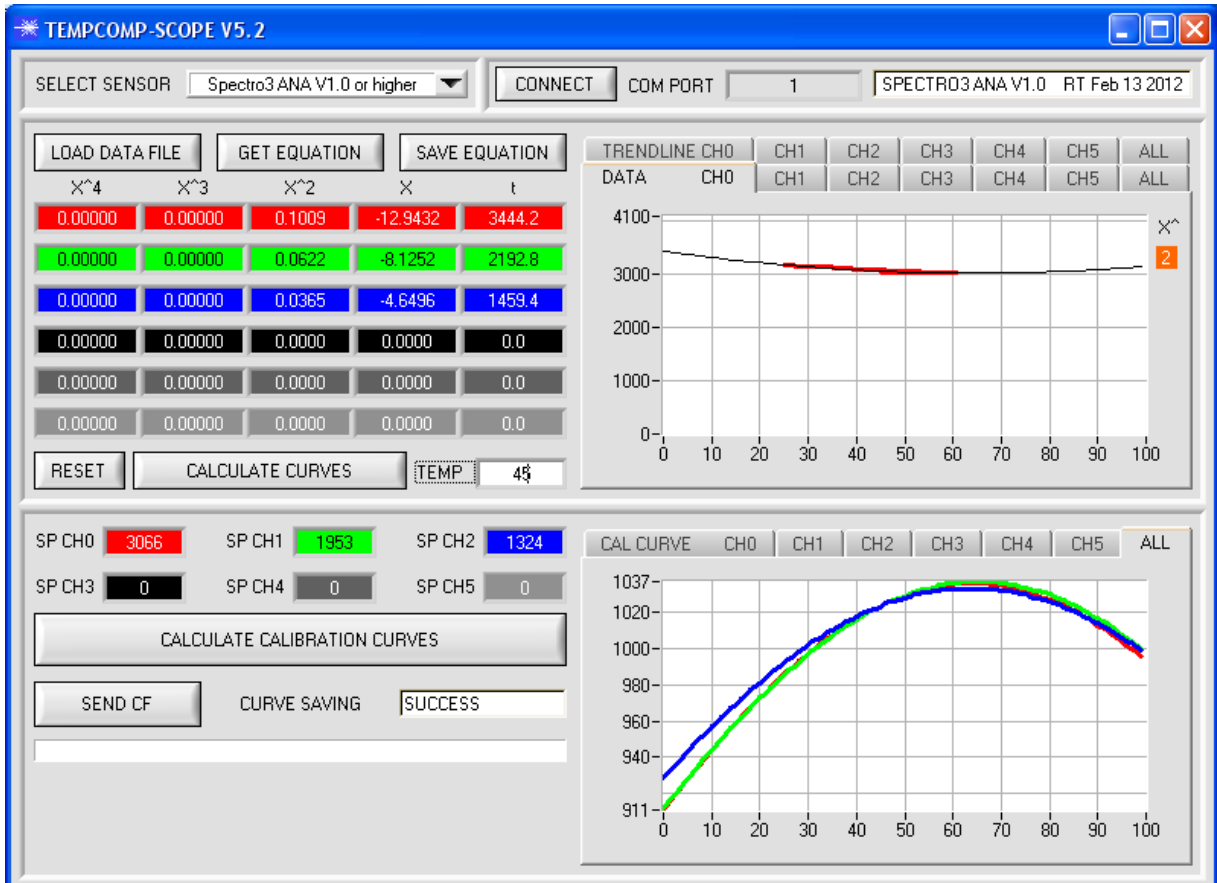 TEMPCOMP-SCOPE V5.2
SELECT SENSOR Spectro3 ANA V1.0 or higher CONNECT COM PORT 1 SPECTRO3 ANA V1.0 RT Feb 13 2012
LOAD DATA FILE GET EQUATION SAVE EQUATION
X^4 X^3 X^2 X t
0.00000 0.00000 0.1009 -12.9432 3444.2
0.00000 0.00000 0.0622 -8.1252 2192.8
0.00000 0.00000 0.0365 -4.6496 1459.4
0.00000 0.00000 0.0000 0.0000 0.0
0.00000 0.00000 0.0000 0.0000 0.0
0.00000 0.00000 0.0000 0.0000 0.0
RESET CALCULATE CURVES TEMP 45
TRENDLINE CH0 CH1 CH2 CH3 CH4 CH5 ALL
DATA CH0 CH1 CH2 CH3 CH4 CH5 ALL
4100
3000
2000
1000
0
0 10 20 30 40 50 60 70 80 90 100
X^
2
SP CH0 3066 SP CH1 1953 SP CH2 1324
SP CH3 0 SP CH4 0 SP CH5 0
CALCULATE CALIBRATION CURVES
SEND CF CURVE SAVING SUCCESS
CAL CURVE CH0 CH1 CH2 CH3 CH4 CH5 ALL
1037
1020
1000
980
960
940
911
0 10 20 30 40 50 60 70 80 90 100